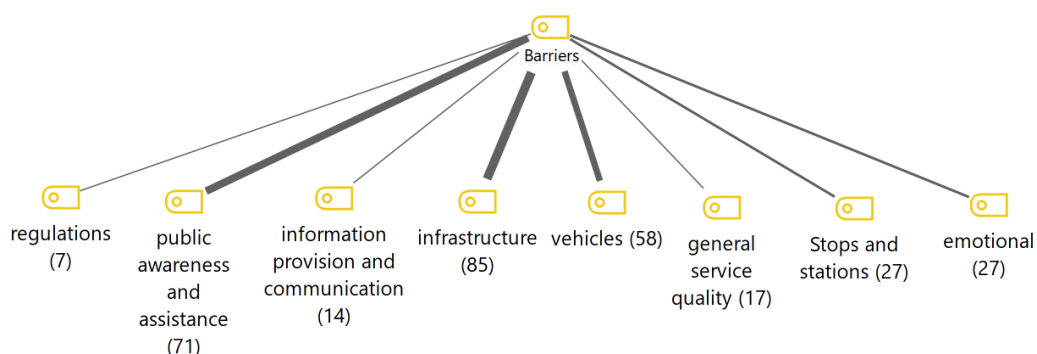 Barriers
regulations
(7)
public
awareness
and
assistance
(71)
information
provision and
communication
(14)
infrastructure
(85)
vehicles (58)
general
service
quality (17)
Stops and
stations (27)
emotional
(27)